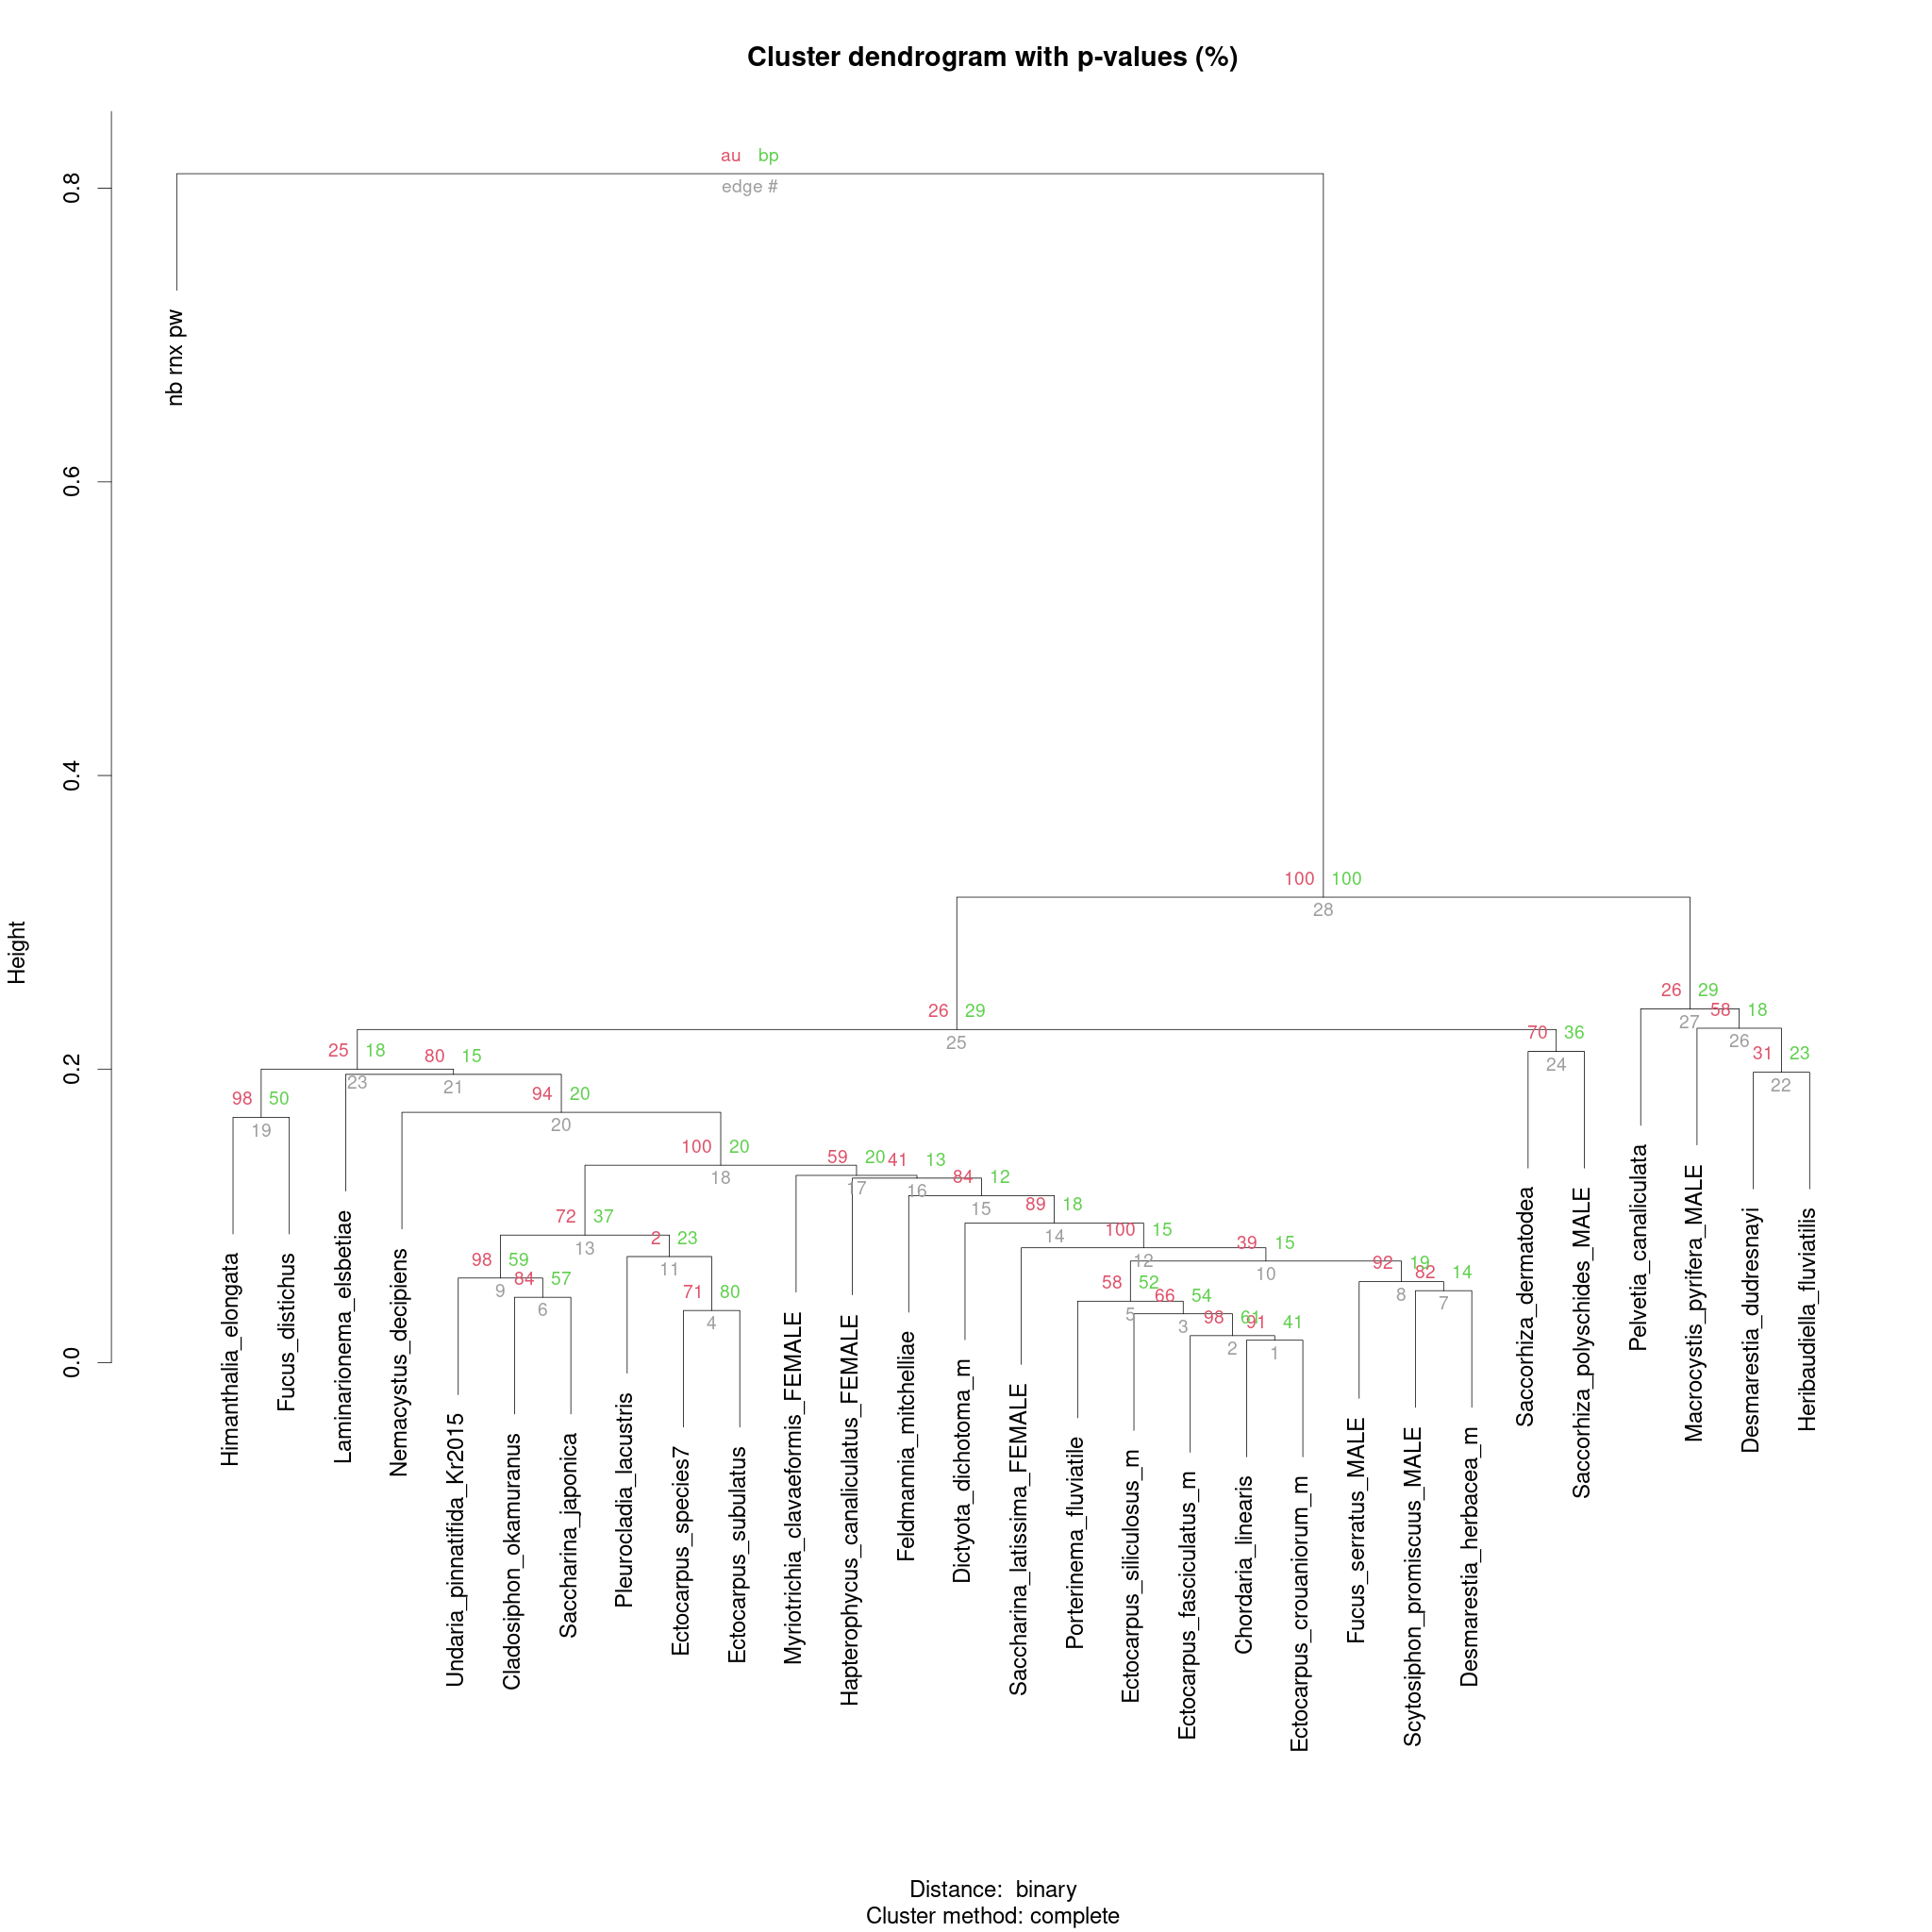 Cluster dendrogram with p-values (%)
au bp
edge #
0.8
0.6
0.4
0.2
0.0
Height
nb rnx pw
100 100
28
26 29
25
26 29
27
58 18
26
31 23
22
70 36
24
25 18
23
80 15
21
98 50
19
94 20
20
100 20
18
59 20
17
41 13
16
84 12
15
89 18
14
100 15
12
39 15
10
72 37
13
2 23
11
98 59
9
84 57
6
71 80
4
58 52
5
66 54
3
98 61
2
91 41
1
92 19
8
82 14
7
Himanthalia_elongata
Fucus_distichus
Laminarionema_elsbetiae
Nemacystus_decipiens
Undaria_pinnatifida_Kr2015
Cladosiphon_okamuranus
Saccharina_japonica
Pleurocladia_lacustris
Ectocarpus_species7
Ectocarpus_subulatus
Myriotrichia_clavaeformis_FEMALE
Hapterophycus_canaliculatus_FEMALE
Feldmannia_mitchelliae
Dictyota_dichotoma_m
Saccharina_latissima_FEMALE
Porterinema_fluviatile
Ectocarpus_siliculosus_m
Ectocarpus_fasciculatus_m
Chordaria_linearis
Ectocarpus_crouaniorum_m
Fucus_serratus_MALE
Scytosiphon_promiscuus_MALE
Desmarestia_herbacea_m
Saccorhiza_dermatodea
Saccorhiza_polyschides_MALE
Pelvetia_canaliculata
Macrocystis_pyrifera_MALE
Desmarestia_dudresnayi
Heribaudiella_fluviatilis
Distance: binary
Cluster method: complete